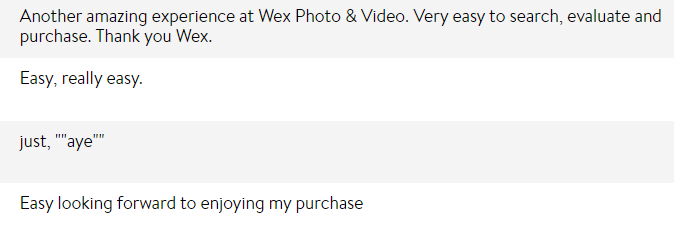 Another amazing experience at Wex Photo & Video. Very easy to search, evaluate and
purchase. Thank you Wex.
Easy, really easy.
just, ""aye""
Easy looking forward to enjoying my purchase